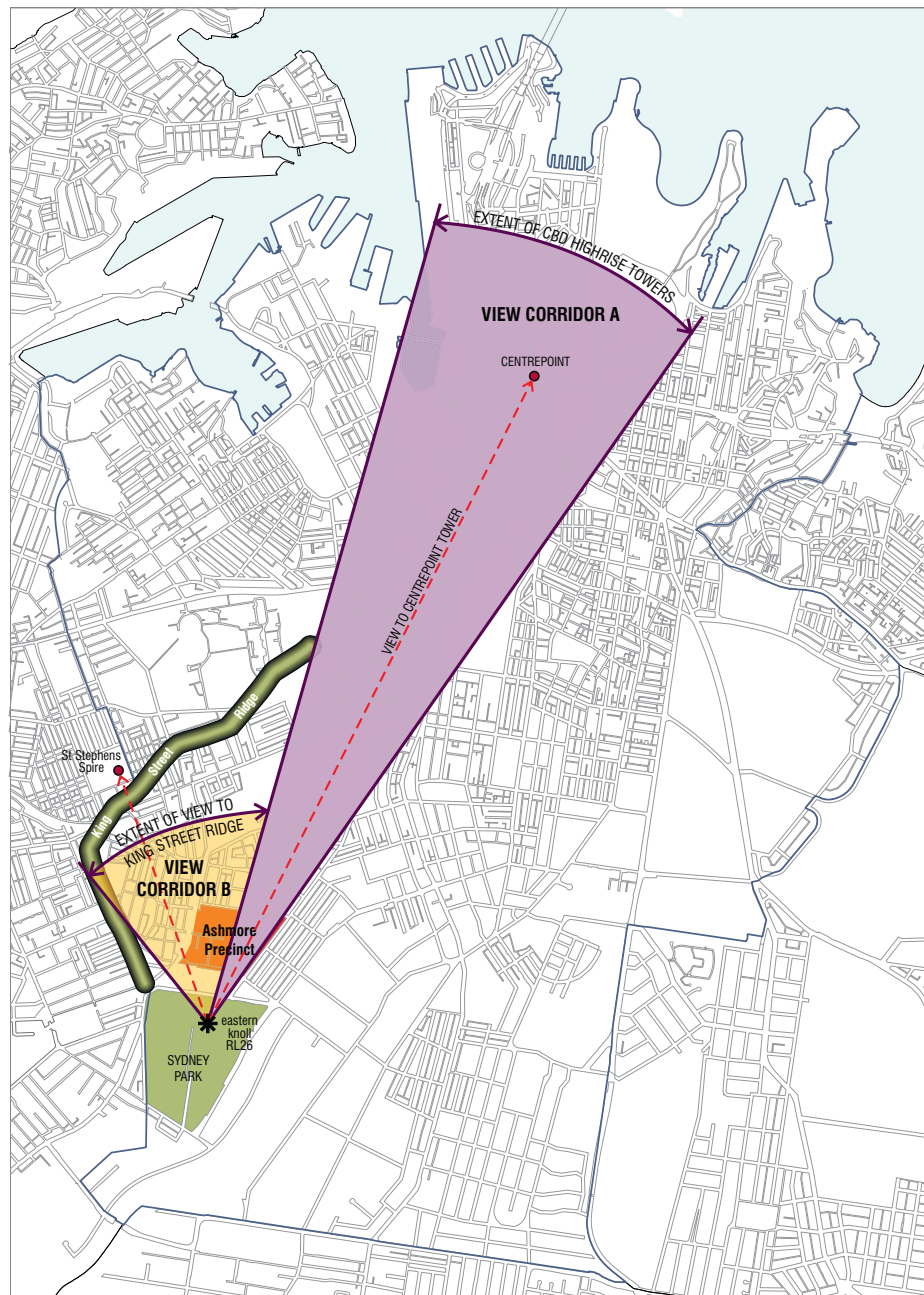 EXTENT OF CBD HIGHRISE TOWERS
VIEW CORRIDOR A
CENTREPOINT
VIEW TO CENTREPOINT TOWER
King Street Ridge
St Stephens
Spire
EXTENT OF VIEW TO
KING STREET RIDGE
VIEW
CORRIDOR B
Ashmore
Precinct
eastern
knoll
RL26
SYDNEY
PARK